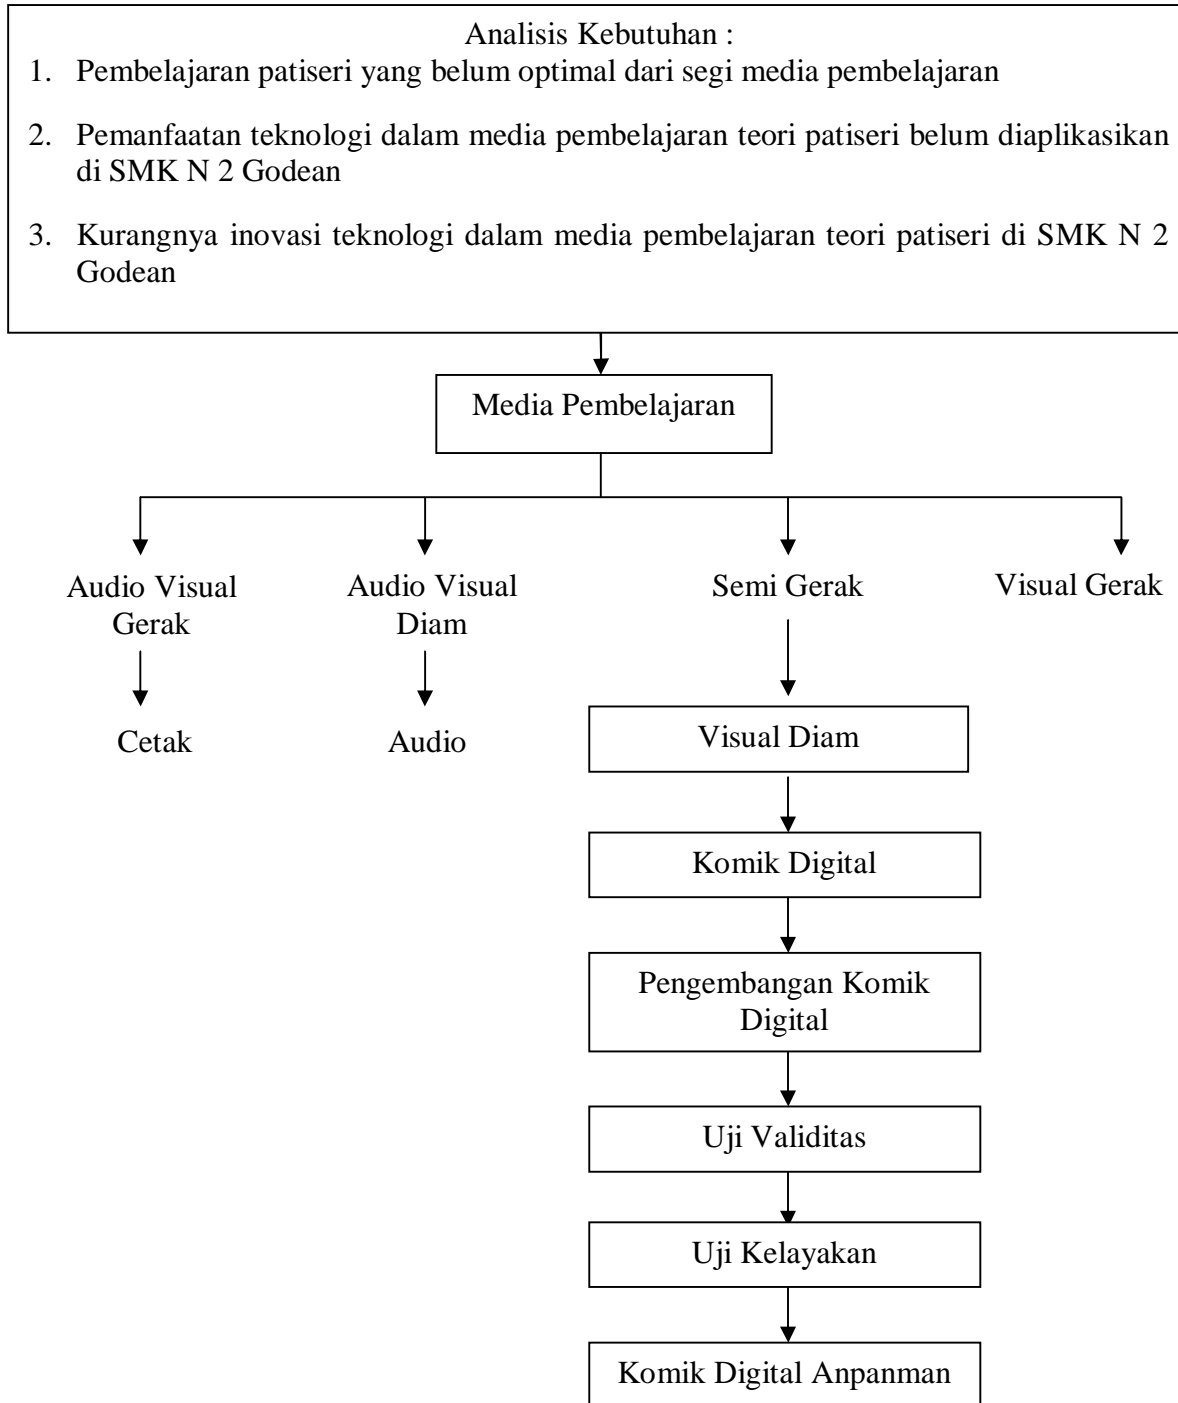 Analisis Kebutuhan :
1. Pembelajaran patiseri yang belum optimal dari segi media pembelajaran
2. Pemanfaatan teknologi dalam media pembelajaran teori patiseri belum diaplikasikan
di SMK N 2 Godean
3. Kurangnya inovasi teknologi dalam media pembelajaran teori patiseri di SMK N 2
Godean
Media Pembelajaran
Audio Visual
Gerak
Audio Visual
Diam
Semi Gerak
Visual Gerak
Cetak
Audio
Visual Diam
Komik Digital
Pengembangan Komik
Digital
Uji Validitas
Uji Kelayakan
Komik Digital Anpanman